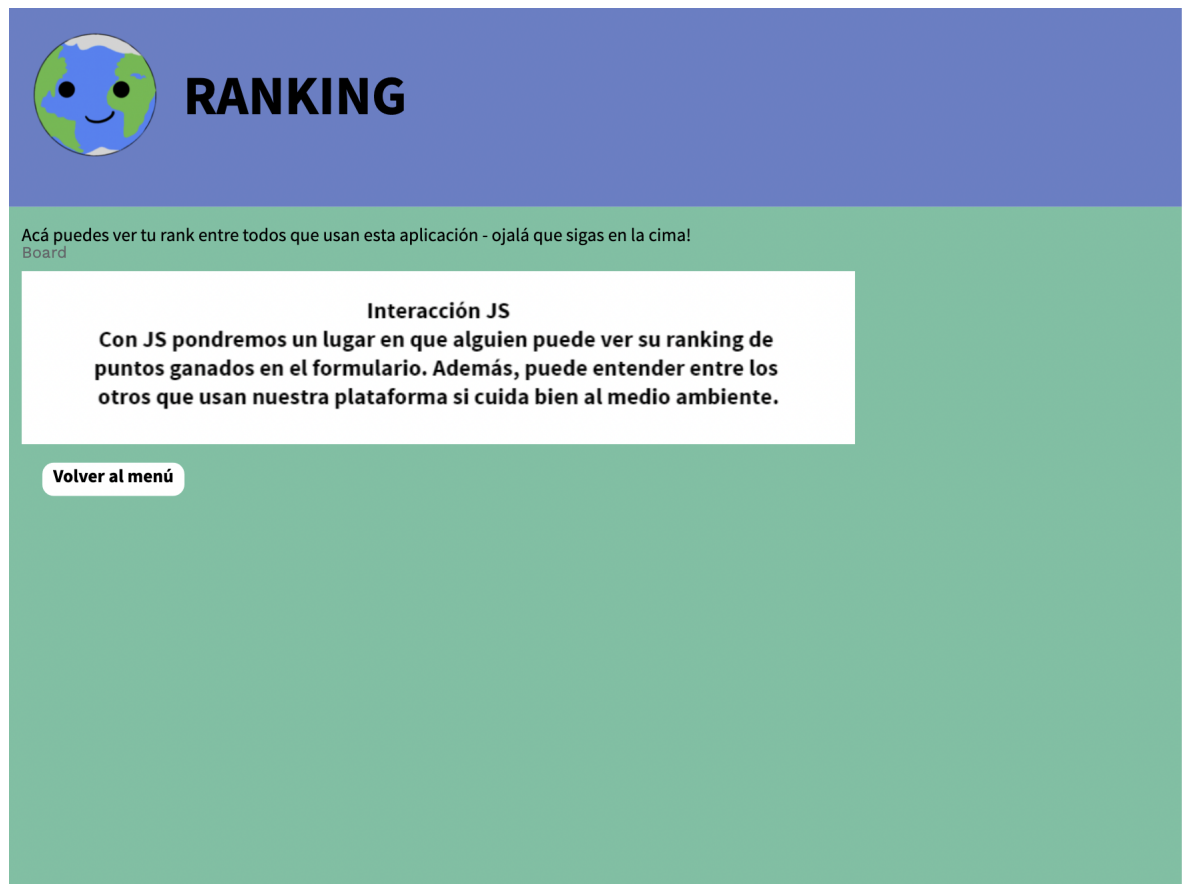 RANKING
Acá puedes ver tu rank entre todos que usan esta aplicación - ojalá que sigas en la cima!
Board
Interacción JS
Con JS pondremos un lugar en que alguien puede ver su ranking de
puntos ganados en el formulario. Además, puede entender entre los
otros que usan nuestra plataforma si cuida bien al medio ambiente.
Volver al menú